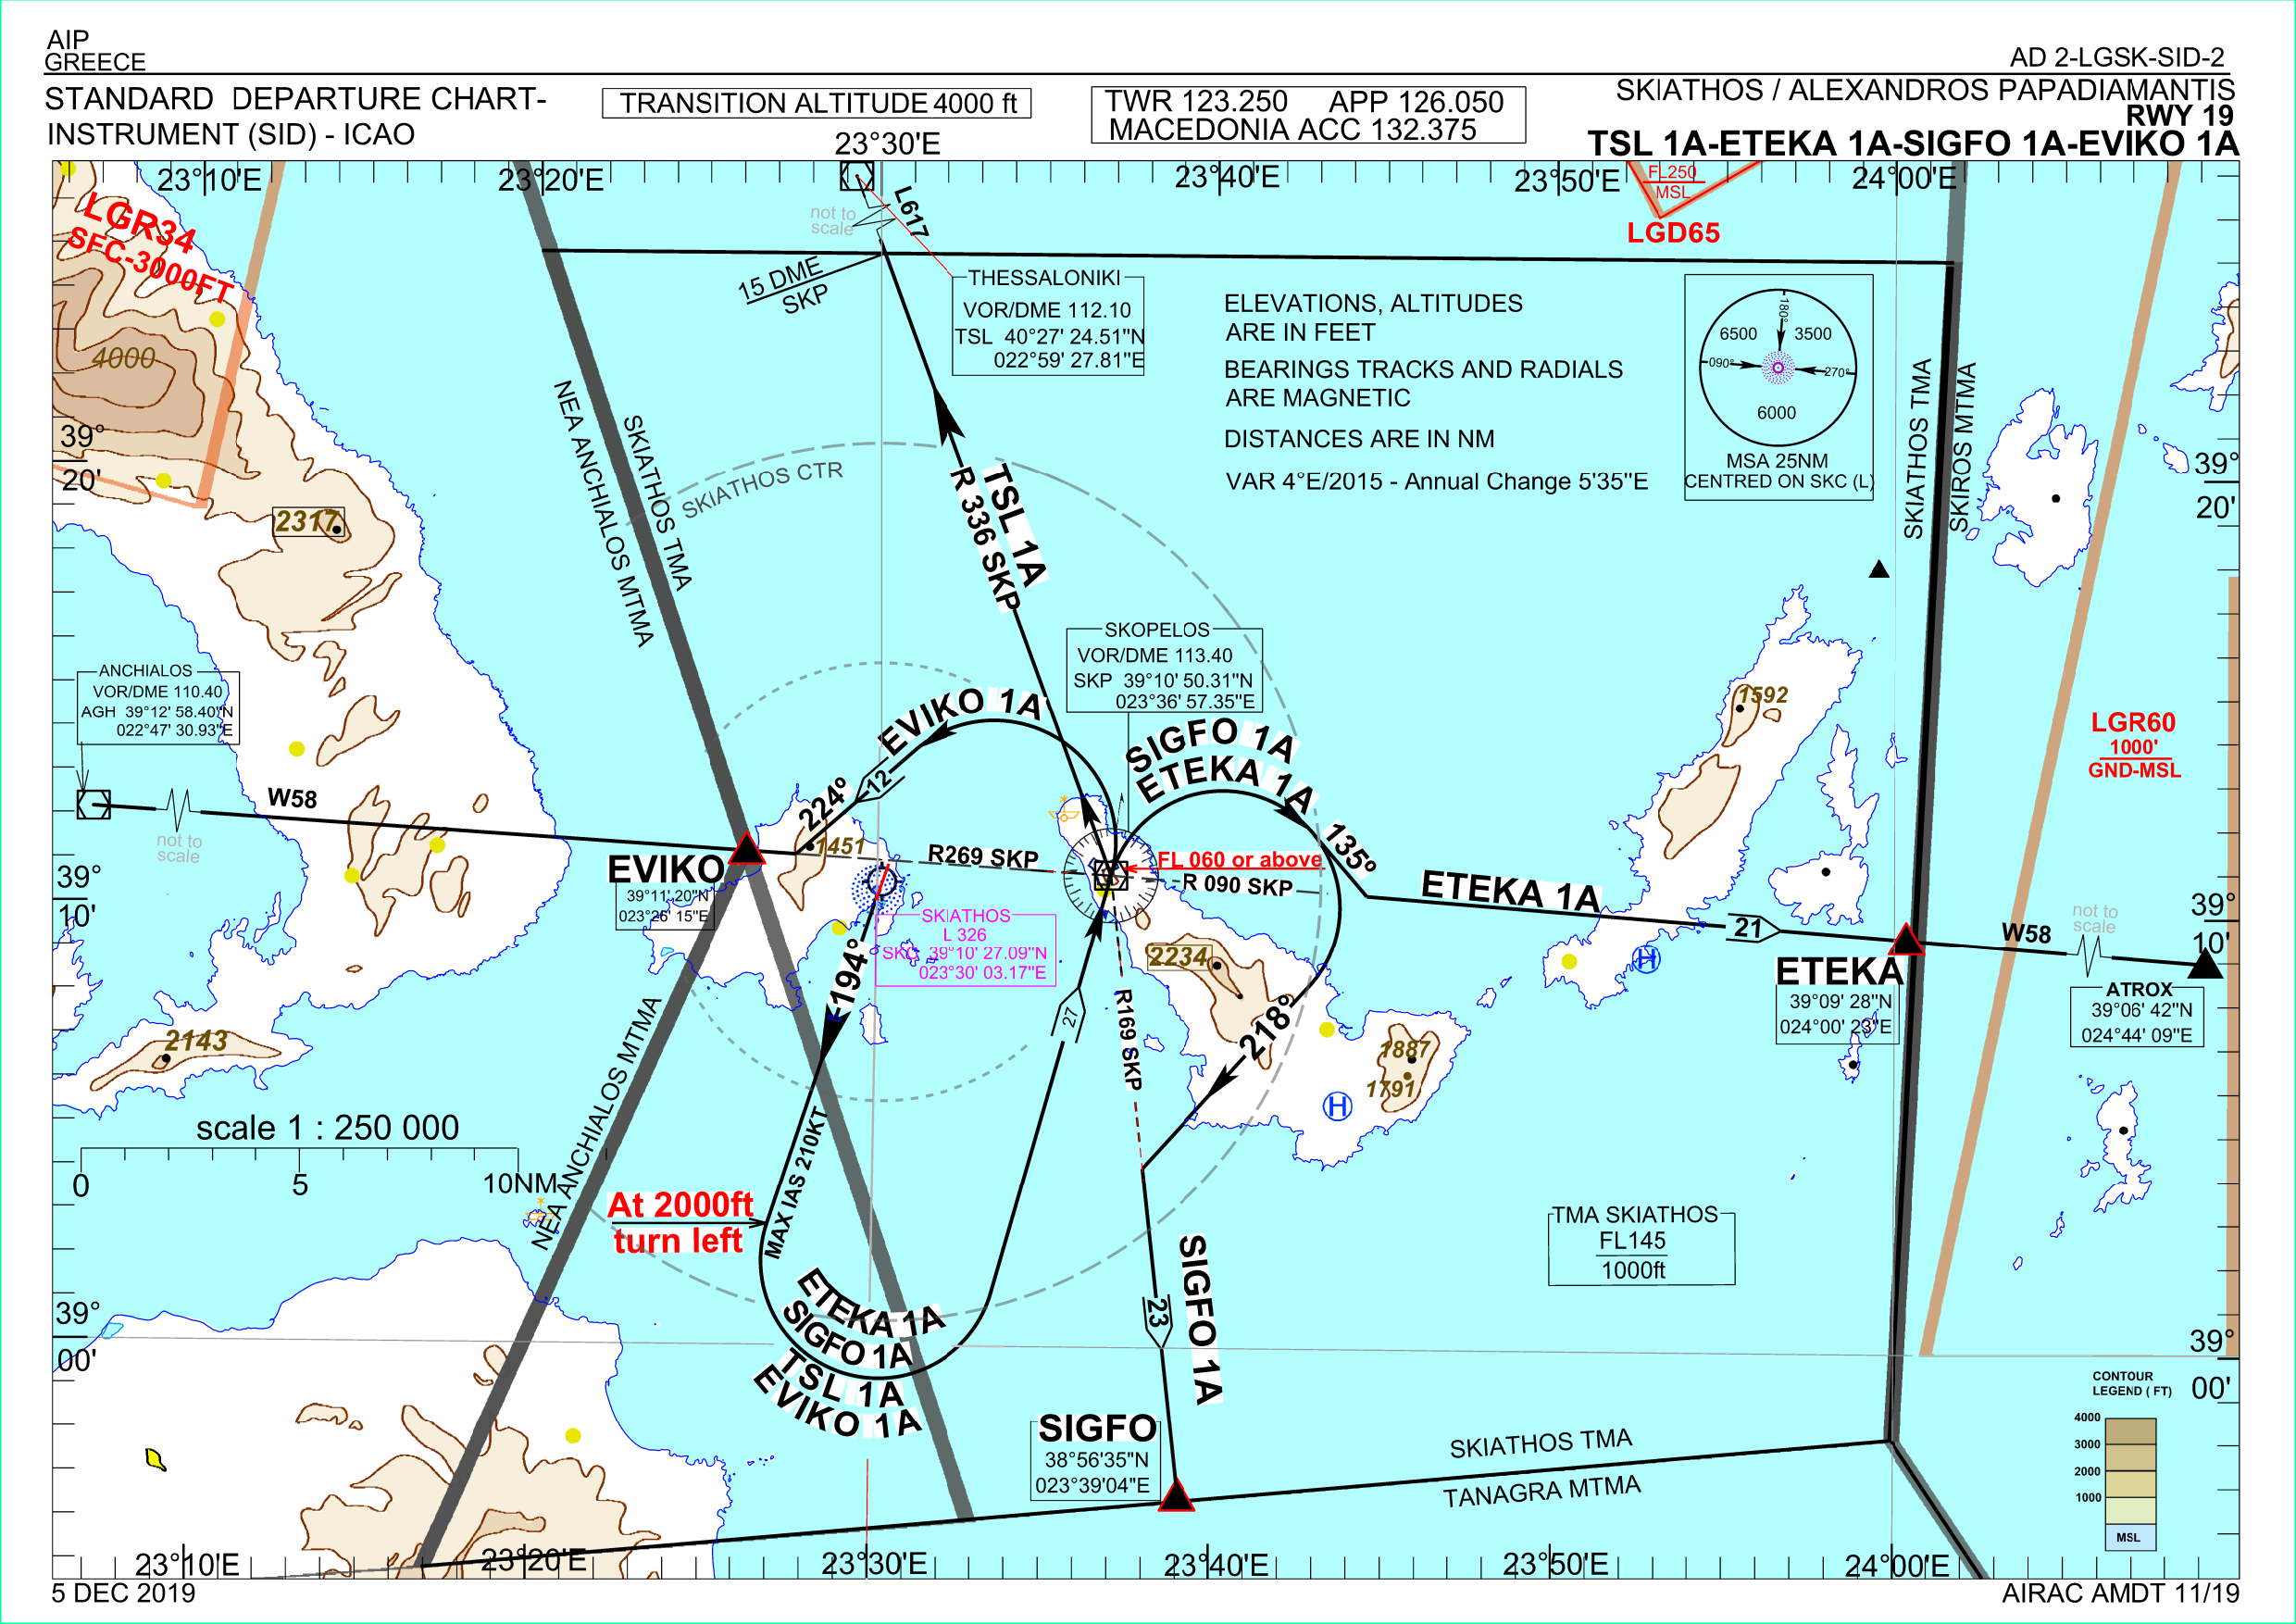 AIP
GREECE
AD 2-LGSK-SID-2
STANDARD DEPARTURE CHART-
INSTRUMENT (SID) - ICAO
TRANSITION ALTITUDE 4000 ft
TWR 123.250 APP 126.050
MACEDONIA ACC 132.375
SKIATHOS / ALEXANDROS PAPADIAMANTIS
RWY 19
TSL 1A-ETEKA 1A-SIGFO 1A-EVIKO 1A
23°30'E
23°10'E
23°20'E
23°40'E
23°50'E
24°00'E
FL250
MSL
LGD65
LGR34
SFC-3000FT
not to
scale
L617
15 DME
SKP
THESSALONIKI
VOR/DME 112.10
TSL 40°27' 24.51"N
022°59' 27.81"E
ELEVATIONS, ALTITUDES
ARE IN FEET
BEARINGS TRACKS AND RADIALS
ARE MAGNETIC
DISTANCES ARE IN NM
VAR 4°E/2015 - Annual Change 5'35"E
180°
6500
3500
090°
270°
6000
MSA 25NM
CENTRED ON SKC (L)
4000
39°
20'
39°
20'
2317
NEA ANCHIALOS MTMA
SKIATHOS TMA
SKIATHOS CTR
TSL 1A
R 336 SKP
SKIATHOS TMA
SKIROS MTMA
SKOPELOS
VOR/DME 113.40
SKP 39°10' 50.31"N
023°36' 57.35"E
ANCHIALOS
VOR/DME 110.40
AGH 39°12' 58.40"N
022°47' 30.93"E
EVIKO 1A
SIGFO 1A
ETEKA 1A
1592
LGR60
1000'
GND-MSL
W58
not to
scale
224°
12
1451
R269 SKP
FL 060 or above
R 090 SKP
135°
ETEKA 1A
21
EVIKO
39°11' 20"N
023°26' 15"E
39°
10'
39°
10'
SKIATHOS
L 326
SKC 39°10' 27.09"N
023°30' 03.17"E
194°
2234
H
W58
not to
scale
ETEKA
39°09' 28"N
024°00' 23"E
ATROX
39°06' 42"N
024°44' 09"E
27
R169 SKP
218°
2143
1887
1791
H
scale 1 : 250 000
0
5
10NM
NEA ANCHIALOS MTMA
MAX IAS 210KT
At 2000ft
turn left
TMA SKIATHOS
FL145
1000ft
ETEKA 1A
SIGFO 1A
TSL 1A
EVIKO 1A
23
SIGFO 1A
39°
00'
39°
00'
CONTOUR
LEGEND ( FT)
4000
3000
2000
1000
MSL
SIGFO
38°56'35"N
023°39'04"E
SKIATHOS TMA
TANAGRA MTMA
23°10'E
23°20'E
23°30'E
23°40'E
23°50'E
24°00'E
5 DEC 2019
AIRAC AMDT 11/19